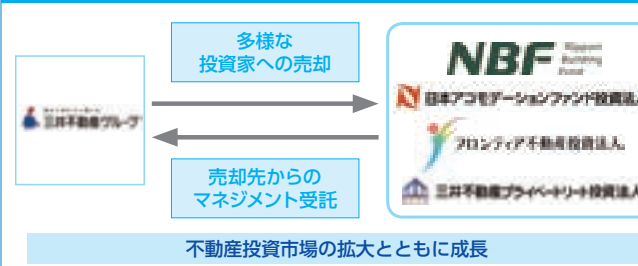 多様な
投資家への売却
三井不動産グループ
売却先からの
マネジメント受託
NBF Nippon
Building
Fund
日本アコモデーションファンド投資法人
フロンティア不動産投資法人
三井不動産プライベートリート投資法人
不動産投資市場の拡大とともに成長